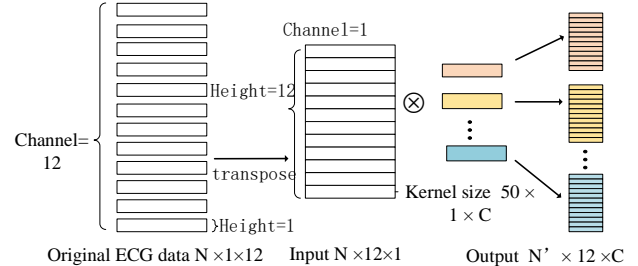 Channel=1
Height=12
Channel=
12
transpose
Height=1
Kernel size 50 ×
1 × C
Original ECG data N ×1×12
Input N ×12×1
Output N’ × 12 ×C